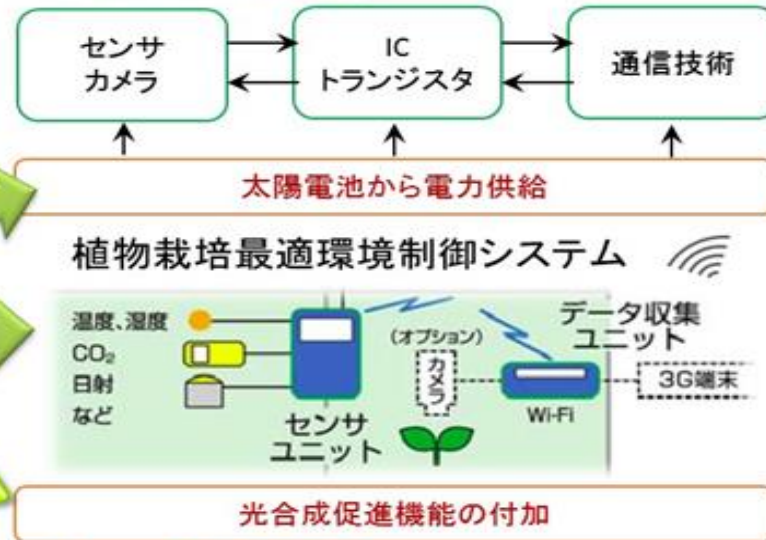 センサ
カメラ
IC
トランジスタ
通信技術
太陽電池から電力供給
植物栽培最適環境制御システム
温度、湿度
CO₂
日射
など
センサ
ユニット
(オプション)
カメラ
データ収集
ユニット
Wi-Fi
3G端末
光合成促進機能の付加